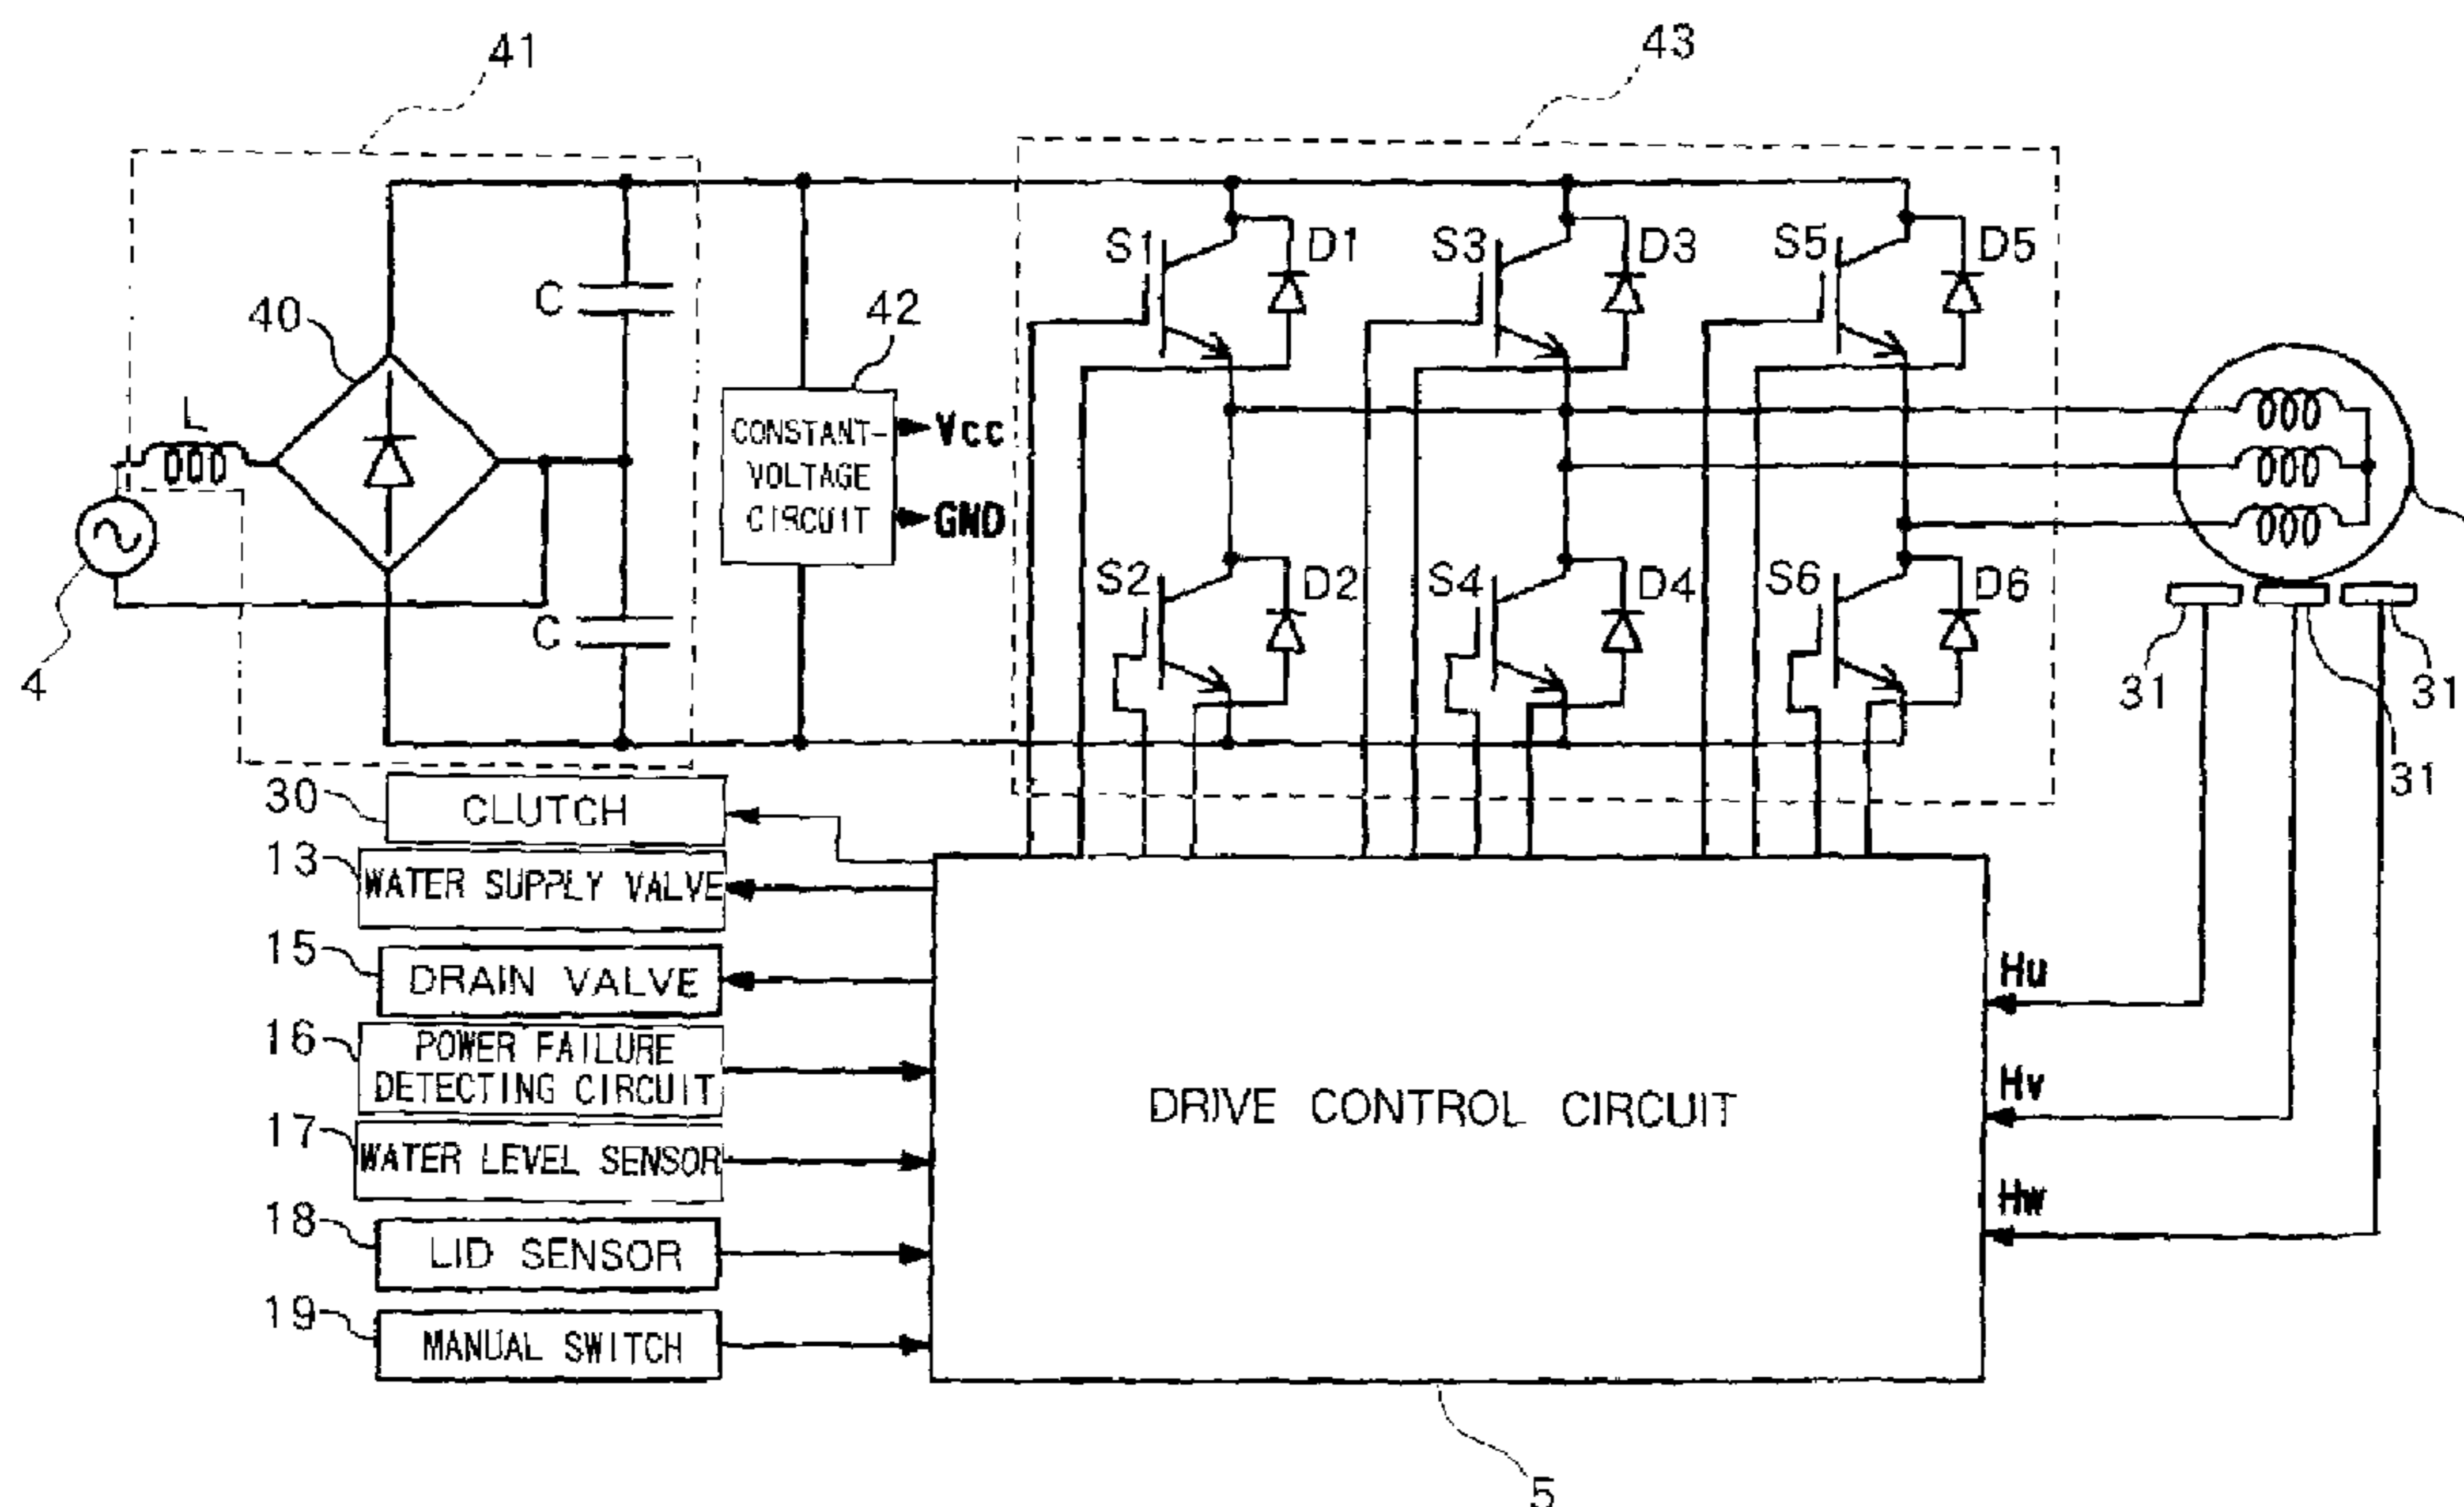 41
43
S1
D1
S3
D3
S5
D5
C
40
42
L
CONSTANT-
VOLTAGE
CIRCUIT
Vcc
GND
S2
D2
S4
D4
S6
D6
C
4
31
31
31
30
CLUTCH
13
WATER SUPPLY VALVE
15
DRAIN VALVE
16
POWER FAILURE
DETECTING CIRCUIT
17
WATER LEVEL SENSOR
18
LID SENSOR
19
MANUAL SWITCH
DRIVE CONTROL CIRCUIT
Hu
Hv
Hw
5